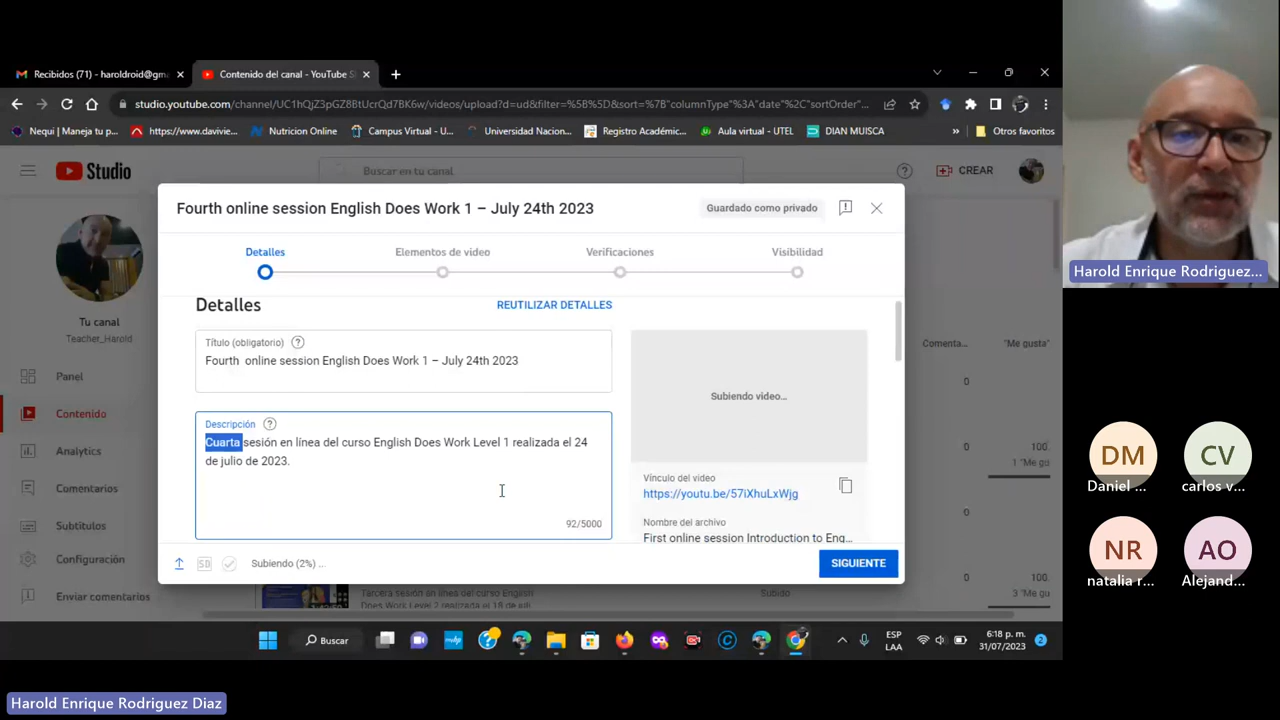 Recibidos (71) - haroldroid@gm
Contenido del canal - YouTube S
studio.youtube.com/channel/UC1hQjZ3pGZ8BtUcrQd7BK6w/videos/upload?d=ud&filter=%5B%5D&sort=%7B"columnType"%3A"date"%2C"sortOrder"...
Nequi | Maneja tu p...
https://www.davivie...
Nutricion Online
Campus Virtual - U...
Universidad Nacion...
Registro Académic...
Aula virtual - UTEL
DIAN MUISCA
»
Otros favoritos
Studio
Buscar en tu canal
CREAR
Fourth online session English Does Work 1 – July 24th 2023
Guardado como privado
Detalles
Elementos de video
Verificaciones
Visibilidad
Detalles
REUTILIZAR DETALLES
Título (obligatorio)
Fourth online session English Does Work 1 – July 24th 2023
Descripción
Cuarta sesión en línea del curso English Does Work Level 1 realizada el 24
de julio de 2023.
92/5000
Subiendo video...
Vínculo del video
https://youtu.be/57iXhuLxWjg
Nombre del archivo
First online session Introduction to Eng...
SD
Subiendo (2%) ...
SIGUIENTE
Tu canal
Teacher_Harold
Panel
Contenido
Analytics
Comentarios
Subtítulos
Configuración
Enviar comentarios
Comenta...
"Me gusta"
0
0
100.
1 "Me gu
0
0
100.
3 "Me gu
Tercera sesión en línea del curso English
Does Work Level 2 realizada el 18 de juli
Subido
Buscar
ESP
LAA
6:18 p. m.
31/07/2023
2
Harold Enrique Rodriguez...
DM
Daniel ...
CV
carlos v...
NR
natalia r...
AO
Alejand...
Harold Enrique Rodriguez Diaz